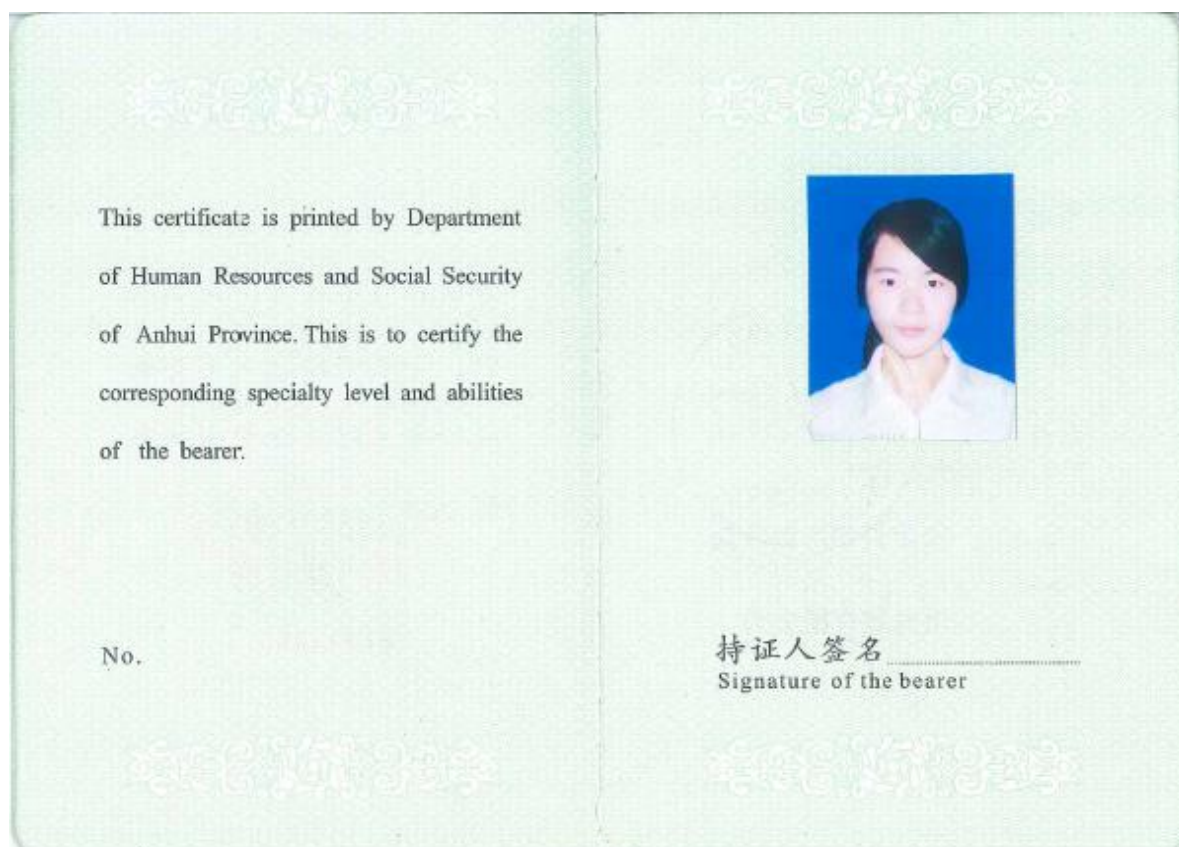 This certificate is printed by Department
of Human Resources and Social Security
of Anhui Province. This is to certify the
corresponding specialty level and abilities
of the bearer.
No.
持证人签名
Signature of the bearer